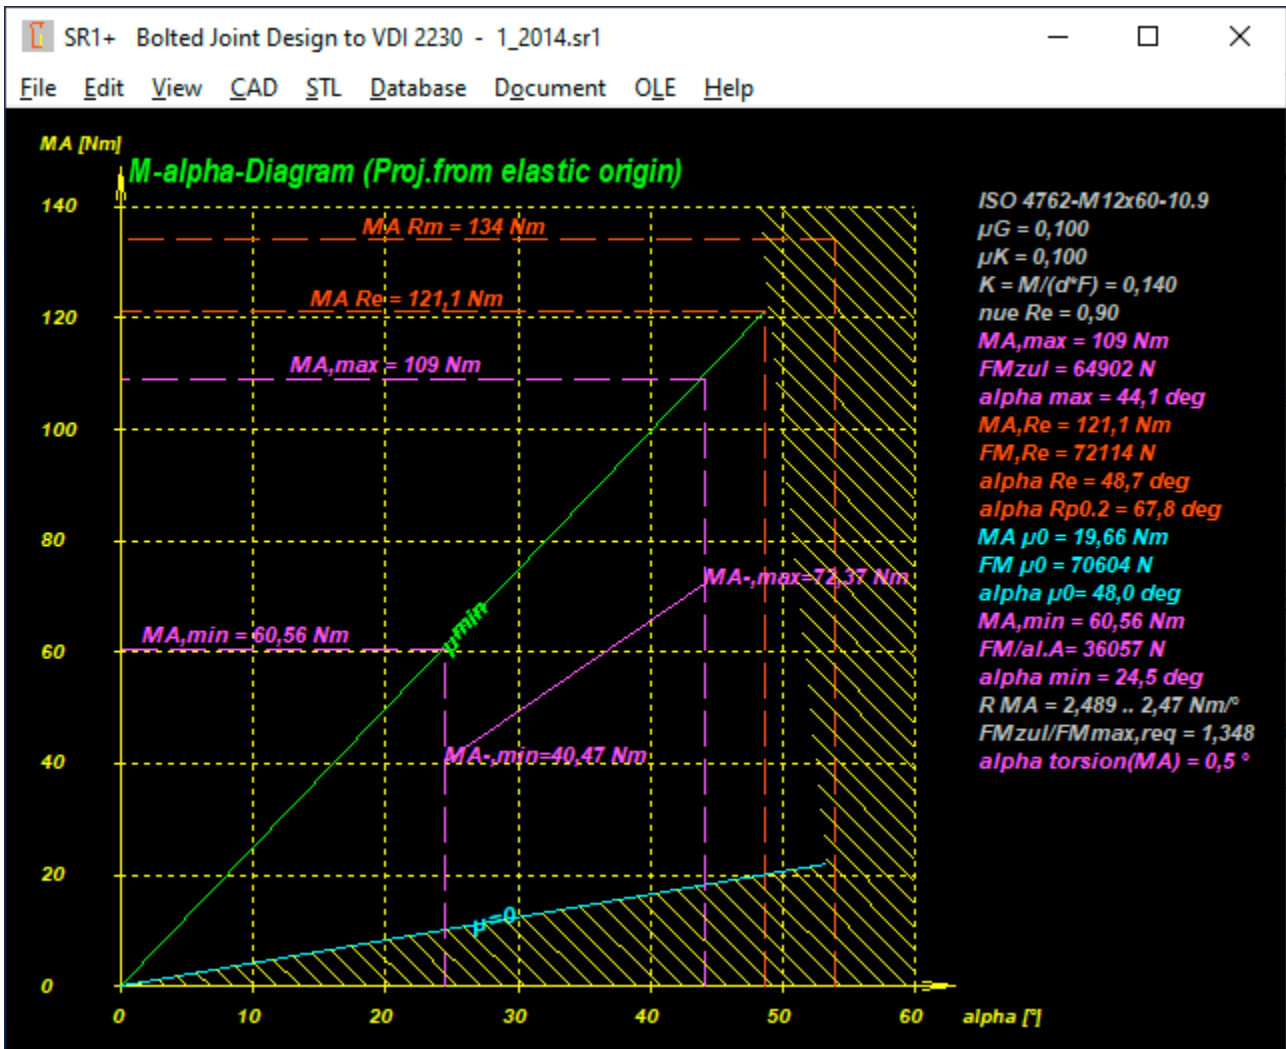 SR1+ Bolted Joint Design to VDI 2230 - 1_2014.sr1
File Edit View CAD STL Database Document OLE Help
MA [Nm]
M-alpha-Diagram (Proj.from elastic origin)
140
MA Rm = 134 Nm
MA Re = 121,1 Nm
120
MA,max = 109 Nm
100
80
MA-,max=72,37 Nm
MA,min = 60,56 Nm
µmin
60
MA-,min=40,47 Nm
40
20
µ=0
0
0 10 20 30 40 50 60 alpha [°]
ISO 4762-M12x60-10.9
µG = 0,100
µK = 0,100
K = M/(d*F) = 0,140
nue Re = 0,90
MA,max = 109 Nm
FMzul = 64902 N
alpha max = 44,1 deg
MA,Re = 121,1 Nm
FM,Re = 72114 N
alpha Re = 48,7 deg
alpha Rp0.2 = 67,8 deg
MA µ0 = 19,66 Nm
FM µ0 = 70604 N
alpha µ0= 48,0 deg
MA,min = 60,56 Nm
FM/al.A= 36057 N
alpha min = 24,5 deg
R MA = 2,489 .. 2,47 Nm/°
FMzul/FMmax,req = 1,348
alpha torsion(MA) = 0,5 °